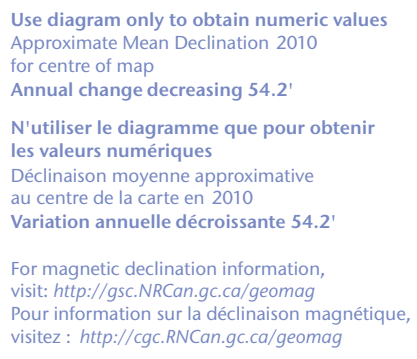 Use diagram only to obtain numeric values
Approximate Mean Declination 2010
for centre of map
Annual change decreasing 54.2'
N'utiliser le diagramme que pour obtenir
les valeurs numériques
Déclinaison moyenne approximative
au centre de la carte en 2010
Variation annuelle décroissante 54.2'
For magnetic declination information,
visit: http://gsc.NRCan.gc.ca/geomag
Pour information sur la déclinaison magnétique,
visitez : http://cgc.RNCan.gc.ca/geomag